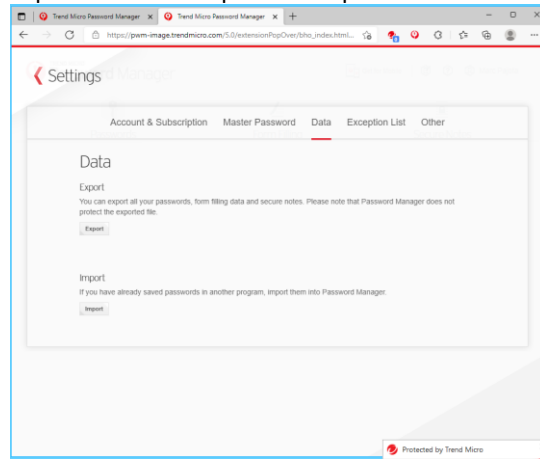 Trend Micro Password Manager
Trend Micro Password Manager
https://pwm-image.trendmicro.com/5.0/extensionPopOver/bho_index.html...
Settings
Account & Subscription Master Password Data Exception List Other
Data
Export
You can export all your passwords, form filling data and secure notes. Please note that Password Manager does not
protect the exported file.
Export
Import
If you have already saved passwords in another program, import them into Password Manager.
Import
Protected by Trend Micro